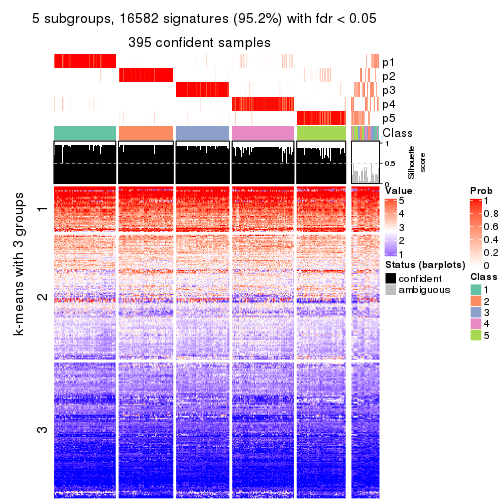 5 subgroups, 16582 signatures (95.2%) with fdr < 0.05
395 confident samples
p1
p2
p3
p4
p5
Class
1
0.5
0
Silhouette
score
k-means with 3 groups
1
2
3
Value
5
4
3
2
1
Status (barplots)
confident
ambiguous
Prob
1
0.8
0.6
0.4
0.2
0
Class
1
2
3
4
5